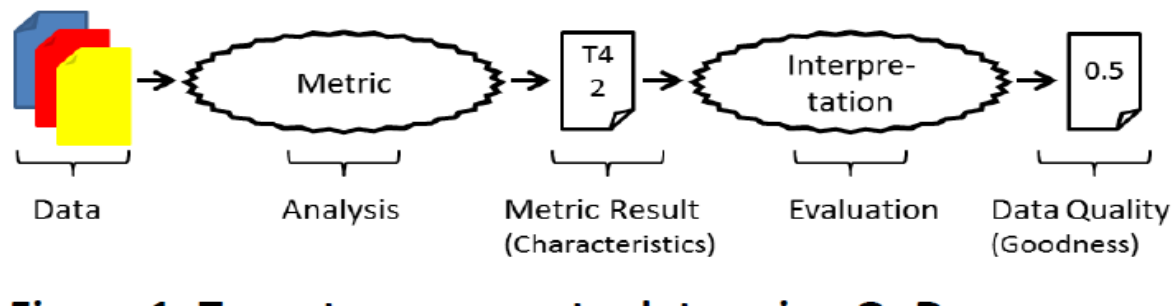 Metric
T4
2
Interpre-
tation
0.5
Data
Analysis
Metric Result
(Characteristics)
Evaluation
Data Quality
(Goodness)